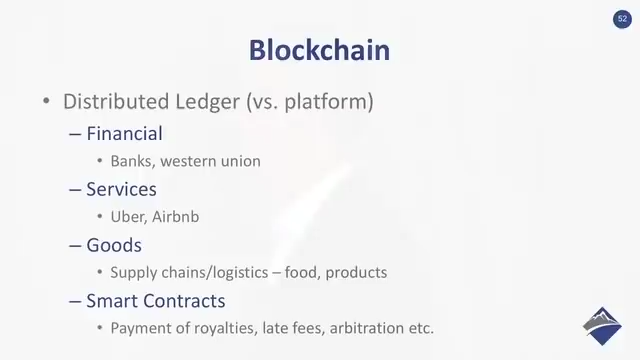 52
Blockchain
• Distributed Ledger (vs. platform)
– Financial
• Banks, western union
– Services
• Uber, Airbnb
– Goods
• Supply chains/logistics – food, products
– Smart Contracts
• Payment of royalties, late fees, arbitration etc.